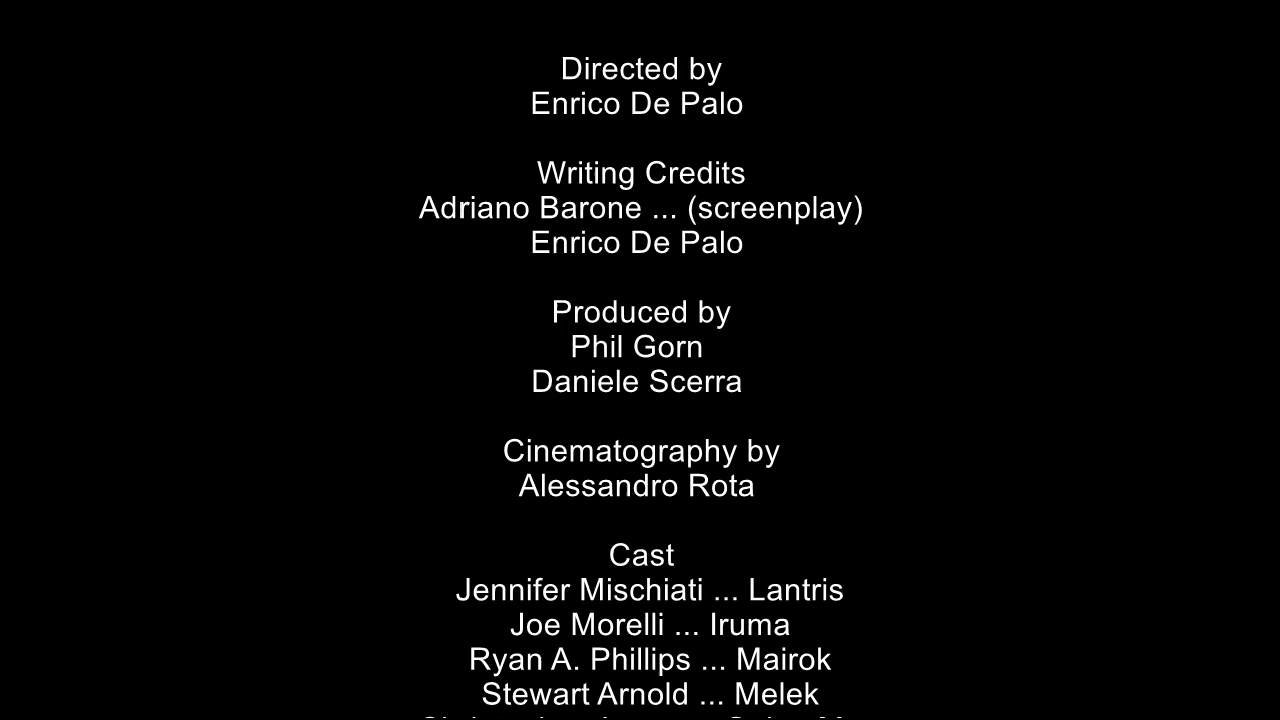 Directed by
Enrico De Palo
Writing Credits
Adriano Barone ... (screenplay)
Enrico De Palo
Produced by
Phil Gorn
Daniele Scerra
Cinematography by
Alessandro Rota
Cast
Jennifer Mischiati ... Lantris
Joe Morelli ... Iruma
Ryan A. Phillips ... Mairok
Stewart Arnold ... Melek